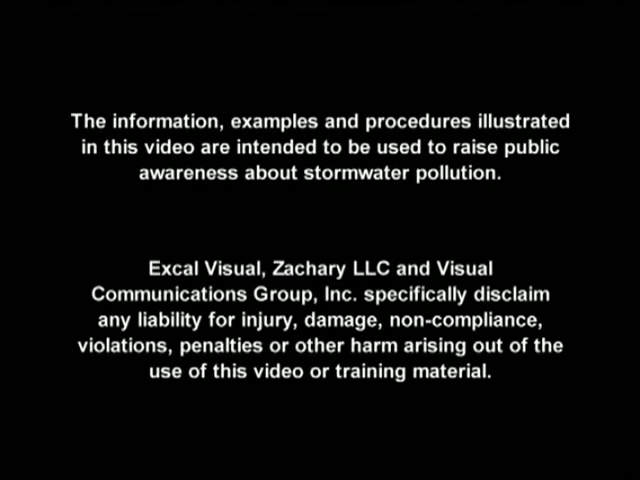 The information, examples and procedures illustrated
in this video are intended to be used to raise public
awareness about stormwater pollution.
Excal Visual, Zachary LLC and Visual
Communications Group, Inc. specifically disclaim
any liability for injury, damage, non-compliance,
violations, penalties or other harm arising out of the
use of this video or training material.